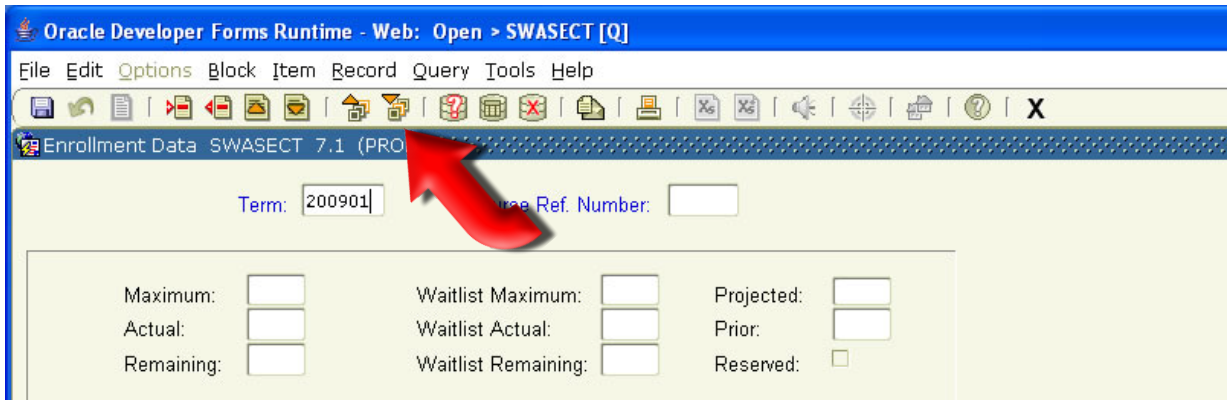 Oracle Developer Forms Runtime - Web: Open > SWASECT [Q]
File Edit Options Block Item Record Query Tools Help
X
Enrollment Data SWASECT 7.1 (PRO
Term: 200901 Ref. Number:
Maximum: Waitlist Maximum: Projected:
Actual: Waitlist Actual: Prior:
Remaining: Waitlist Remaining: Reserved: